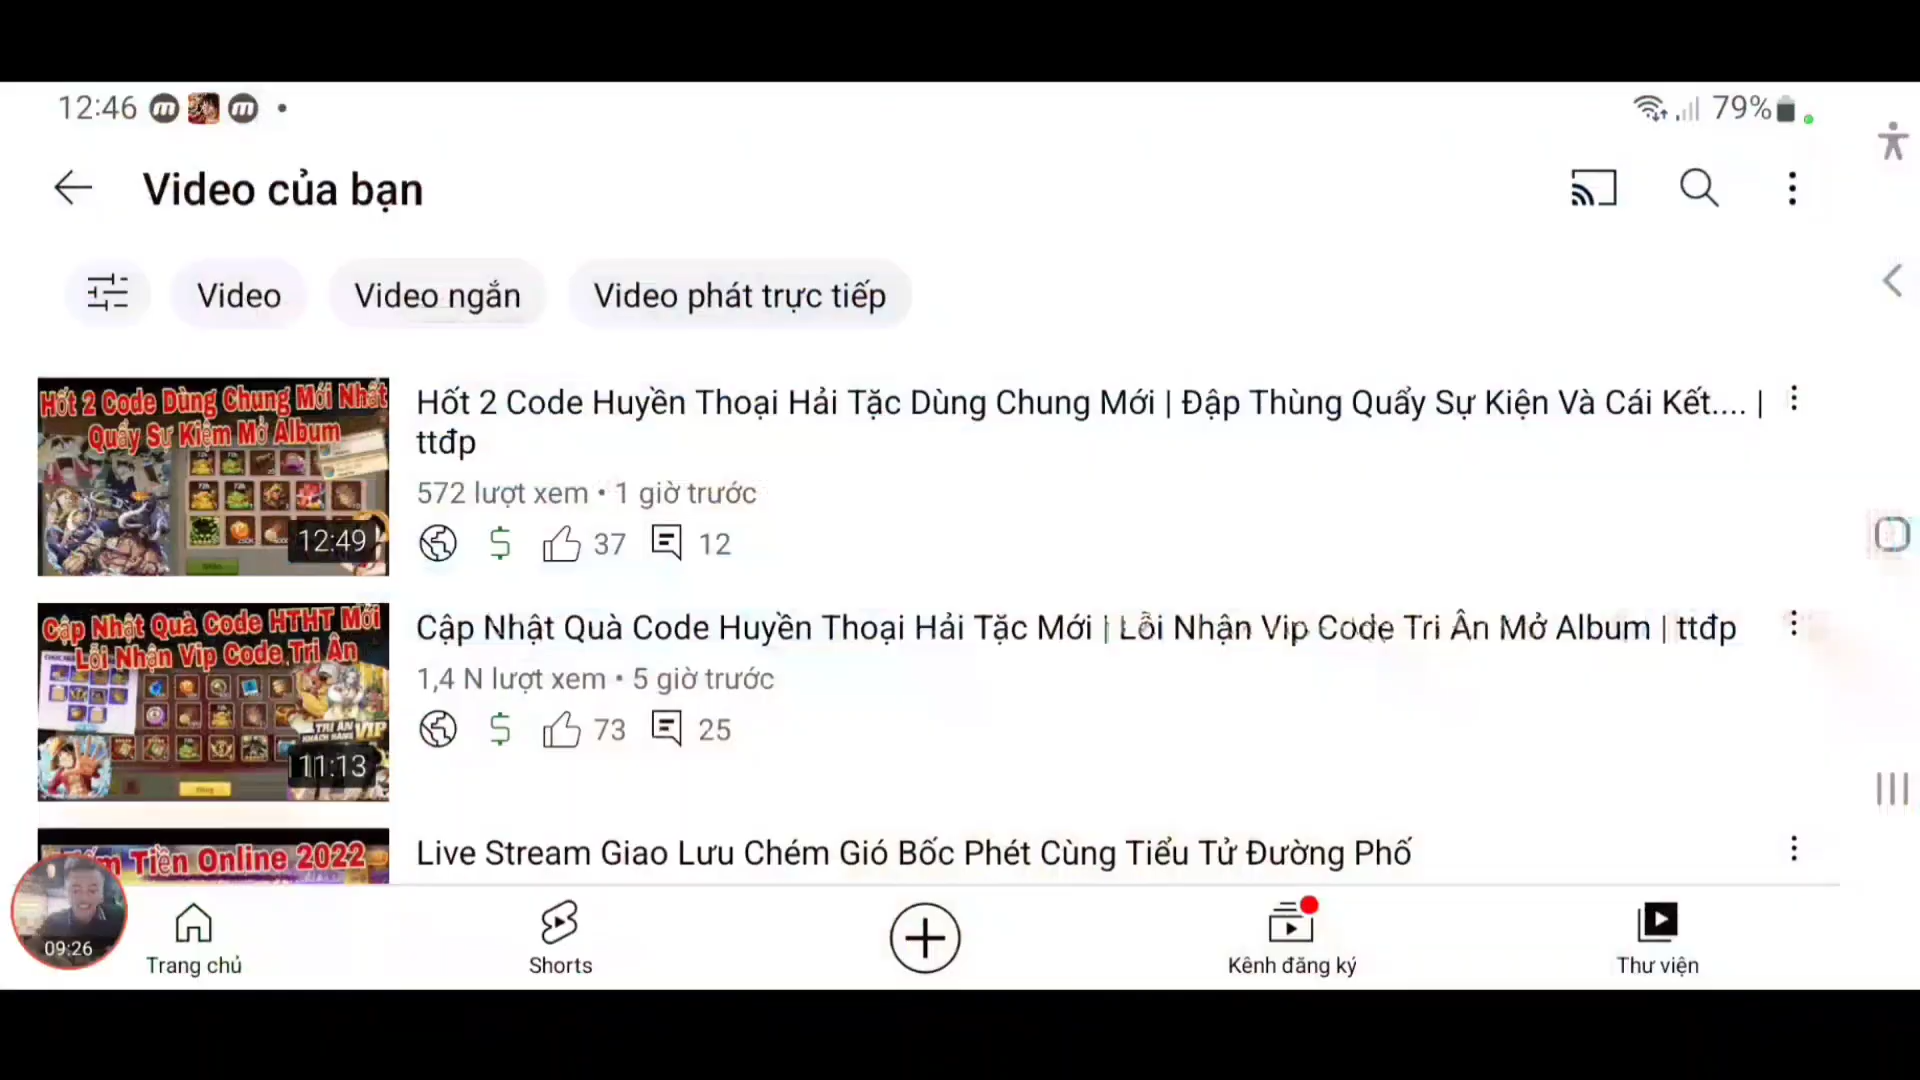 12:46
79%
Video của bạn
Video
Video ngắn
Video phát trực tiếp
Hốt 2 Code Dùng Chung Mới Nhất
Quẩy Sự Kiệm Mở Album
12:49
Hốt 2 Code Huyền Thoại Hải Tặc Dùng Chung Mới | Đập Thùng Quẩy Sự Kiện Và Cái Kết.... |
ttđp
572 lượt xem • 1 giờ trước
37
12
Cập Nhật Quà Code HTHT Mới
Lỗi Nhận Vip Code Tri Ân
TRI ÂN
VIP
11:13
Cập Nhật Quà Code Huyền Thoại Hải Tặc Mới | Lỗi Nhận Vip Code Tri Ân Mở Album | ttđp
1,4 N lượt xem • 5 giờ trước
73
25
Tiền Online 2022
Live Stream Giao Lưu Chém Gió Bốc Phét Cùng Tiểu Tử Đường Phố
09:26
Trang chủ
Shorts
Kênh đăng ký
Thư viện